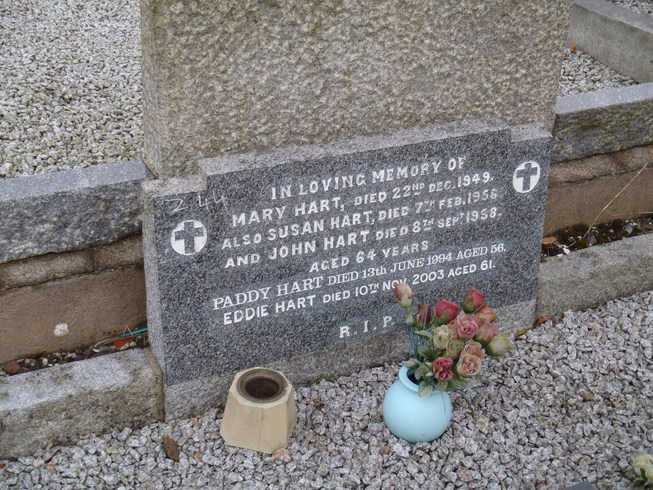 IN LOVING MEMORY OF
MARY HART, DIED 22ND DEC. 1949.
ALSO SUSAN HART, DIED 7TH FEB. 1956
AND JOHN HART DIED 8TH SEPT. 1958.
AGED 64 YEARS
PADDY HART DIED 13TH JUNE 1994 AGED 56.
EDDIE HART DIED 10TH NOV. 2003 AGED 61.
R. I. P.